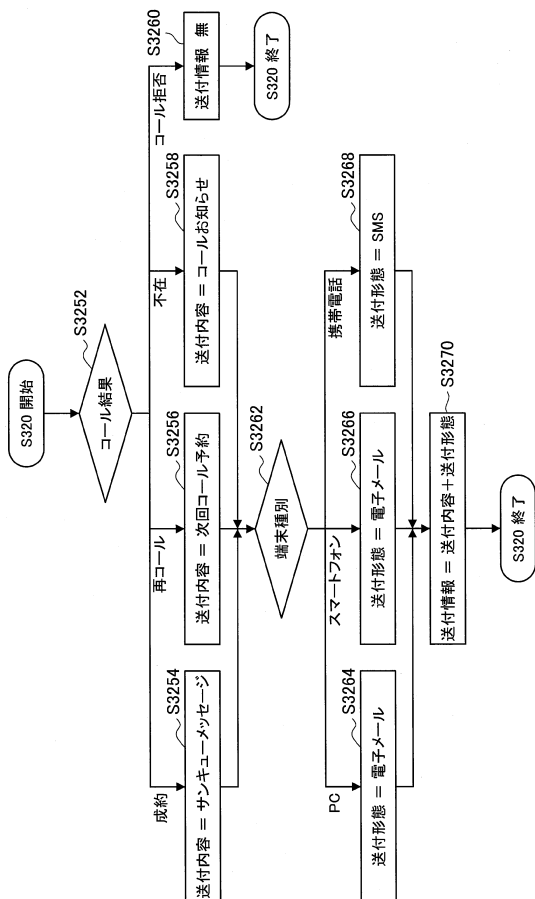 S320 開始
コール結果
S3252
成約
再コール
不在
コール拒否
S3254
送付内容 = サンキューメッセージ
S3256
送付内容 = 次回コール予約
S3258
送付内容 = コールお知らせ
S3260
送付情報 無
S320 終了
端末種別
S3262
PC
スマートフォン
携帯電話
S3264
送付形態 = 電子メール
S3266
送付形態 = 電子メール
S3268
送付形態 = SMS
S3270
送付情報 = 送付内容+送付形態
S320 終了